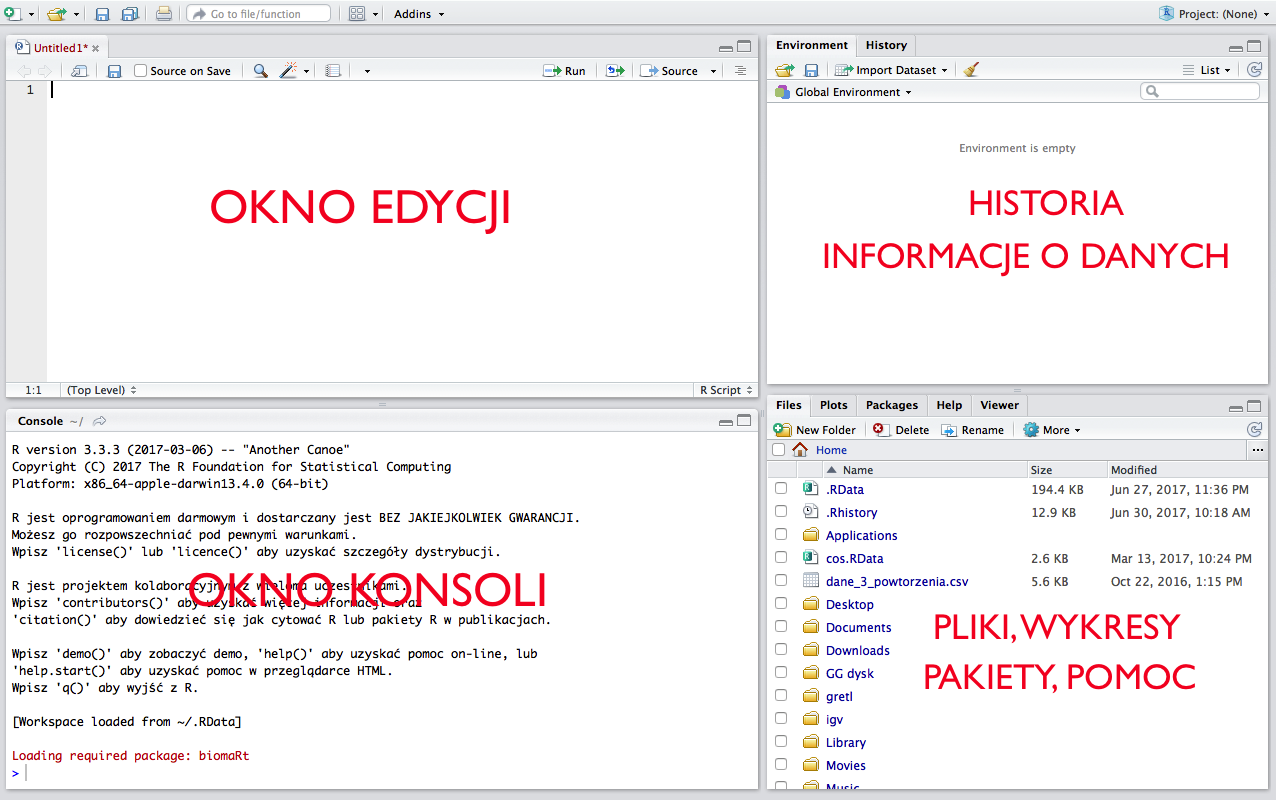 Go to file/function
Addins
Project: (None)
Untitled1*
Source on Save
Run
Source
1
OKNO EDYCJI
1:1
(Top Level)
R Script
Console ~/
R version 3.3.3 (2017-03-06) -- "Another Canoe"
Copyright (C) 2017 The R Foundation for Statistical Computing
Platform: x86_64-apple-darwin13.4.0 (64-bit)
R jest oprogramowaniem darmowym i dostarczany jest BEZ JAKIEJKOLWIEK GWARANCJI.
Możesz go rozpowszechniać pod pewnymi warunkami.
Wpisz 'license()' lub 'licence()' aby uzyskać szczegóły dystrybucji.
R jest projektem kolaboracyjnym z wieloma uczestnikami.
OKNO KONSOLI
Wpisz 'contributors()' aby uzyskać więcej informacji oraz
'citation()' aby dowiedzieć się jak cytować R lub pakiety R w publikacjach.
Wpisz 'demo()' aby zobaczyć demo, 'help()' aby uzyskać pomoc on-line, lub
'help.start()' aby uzyskać pomoc w przeglądarce HTML.
Wpisz 'q()' aby wyjść z R.
[Workspace loaded from ~/.RData]
Loading required package: biomaRt
>
Environment History
Import Dataset List
Global Environment
Environment is empty
HISTORIA
INFORMACJE O DANYCH
Files Plots Packages Help Viewer
New Folder Delete Rename More
Home ...
Name Size Modified
.RData 194.4 KB Jun 27, 2017, 11:36 PM
.Rhistory 12.9 KB Jun 30, 2017, 10:18 AM
Applications
cos.RData 2.6 KB Mar 13, 2017, 10:24 PM
dane_3_powtorzenia.csv 5.6 KB Oct 22, 2016, 1:15 PM
Desktop
Documents
Downloads
GG dysk
gretl
igv
Library
Movies
Music
PLIKI, WYKRESY
PAKIETY, POMOC